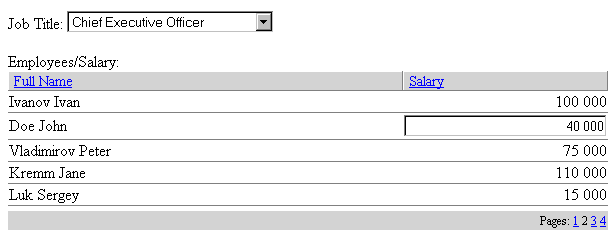 Job Title: Chief Executive Officer
Employees/Salary:
Full Name Salary
Ivanov Ivan 100 000
Doe John 40 000
Vladimirov Peter 75 000
Kremm Jane 110 000
Luk Sergey 15 000
Pages: 1 2 3 4